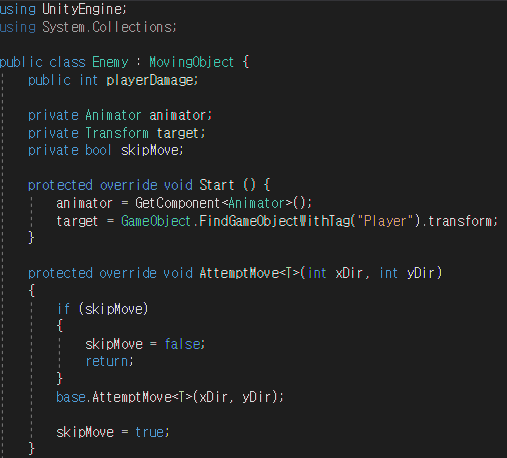 using UnityEngine;
using System.Collections;
public class Enemy : MovingObject {
public int playerDamage;
private Animator animator;
private Transform target;
private bool skipMove;
protected override void Start () {
animator = GetComponent<Animator>();
target = GameObject.FindGameObjectWithTag("Player").transform;
}
protected override void AttemptMove<T>(int xDir, int yDir)
{
if (skipMove)
{
skipMove = false;
return;
}
base.AttemptMove<T>(xDir, yDir);
skipMove = true;
}